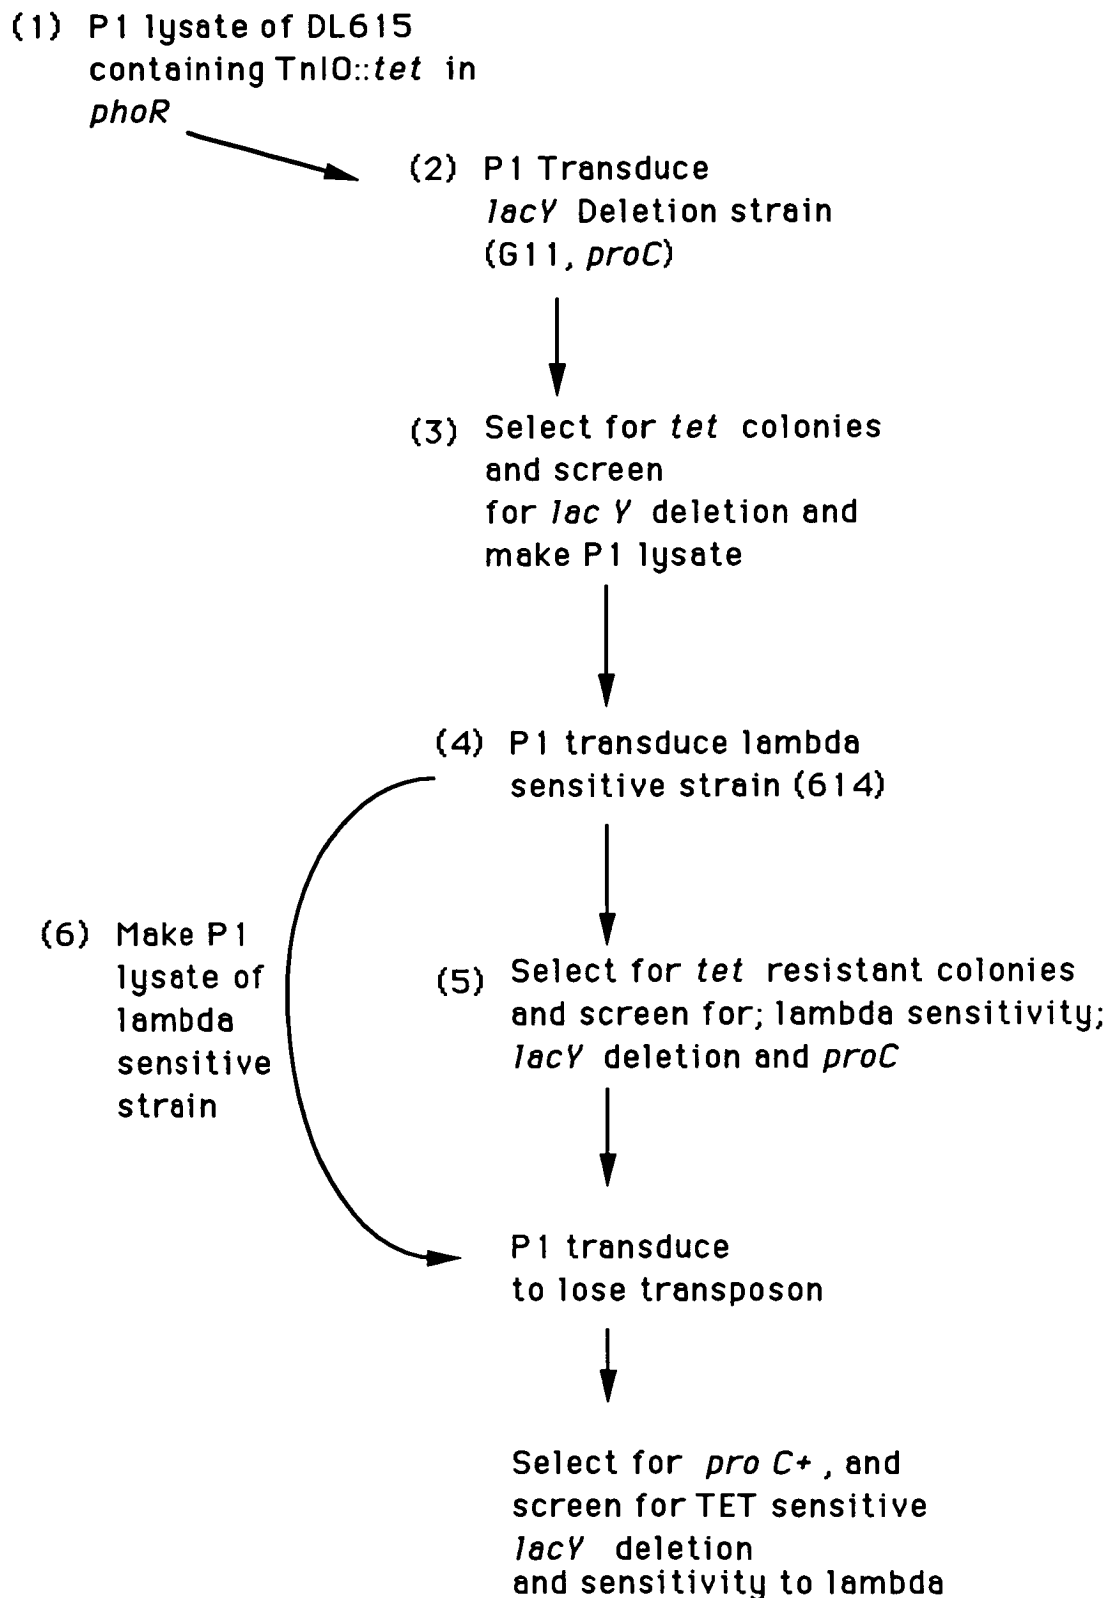 (1) P1 lysate of DL615
containing TnIO::tet in
phoR
(2) P1 Transduce
lacY Deletion strain
(G11, proC)
(3) Select for tet colonies
and screen
for lac Y deletion and
make P1 lysate
(4) P1 transduce lambda
sensitive strain (614)
(6) Make P1
lysate of
lambda
sensitive
strain
(5) Select for tet resistant colonies
and screen for; lambda sensitivity;
lacY deletion and proC
P1 transduce
to lose transposon
Select for pro C+, and
screen for TET sensitive
lacY deletion
and sensitivity to lambda